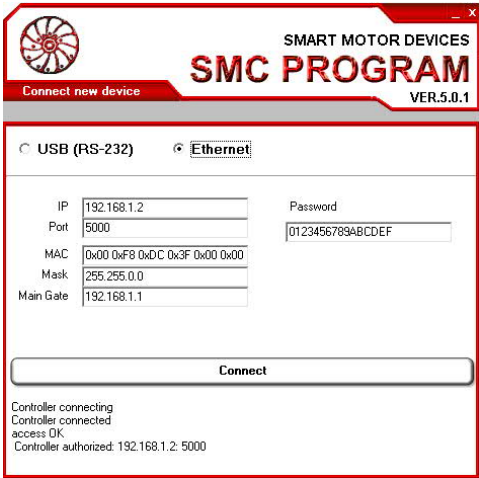 _ X
SMART MOTOR DEVICES
SMC PROGRAM
Connect new device
VER.5.0.1
USB (RS-232) Ethernet
IP 192.168.1.2 Password
Port 5000 0123456789ABCDEF
MAC 0x00 0xF8 0xDC 0x3F 0x00 0x00
Mask 255.255.0.0
Main Gate 192.168.1.1
Connect
Controller connecting
Controller connected
access OK
Controller authorized: 192.168.1.2: 5000